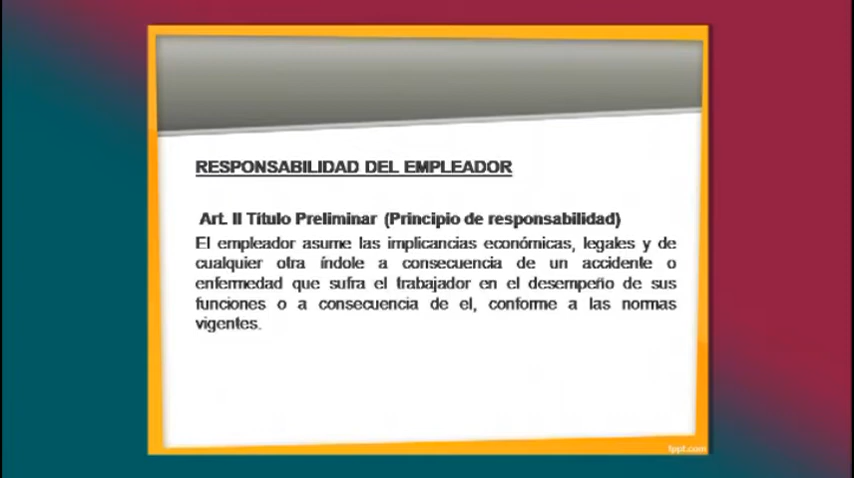 RESPONSABILIDAD DEL EMPLEADOR
Art. II Título Preliminar (Principio de responsabilidad)
El empleador asume las implicancias económicas, legales y de
cualquier otra índole a consecuencia de un accidente o
enfermedad que sufra el trabajador en el desempeño de sus
funciones o a consecuencia de el, conforme a las normas
vigentes.
fppt.com